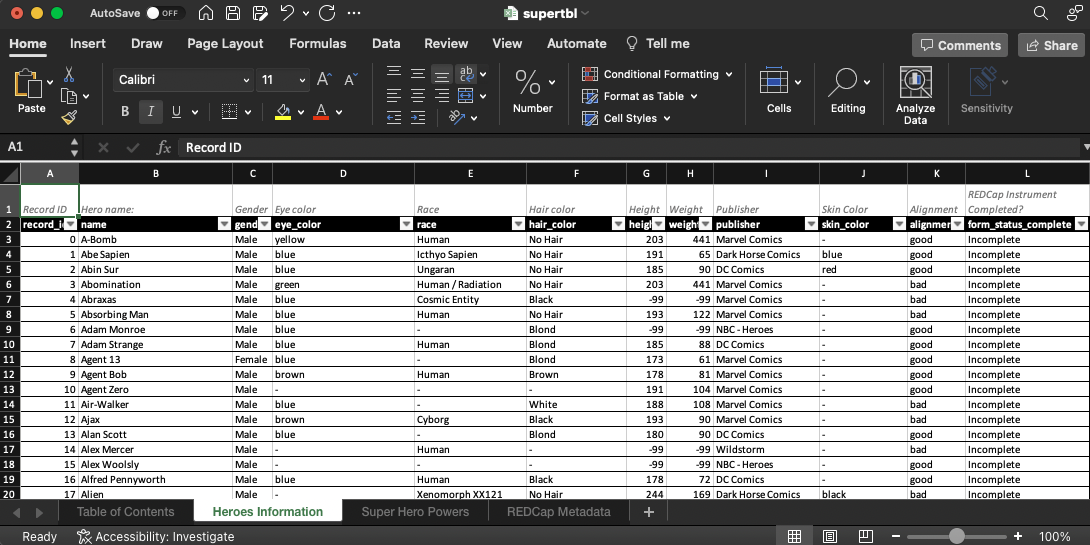 AutoSave OFF supertbl
Home Insert Draw Page Layout Formulas Data Review View Automate Tell me Comments Share
Paste Calibri 11 A A ab Conditional Formatting
Format as Table
B I U A % Number Cell Styles Cells Editing Analyze Data Sensitivity
A1 fx Record ID
A B C D E F G H I J K L
1 Record ID Hero name: Gender Eye color Race Hair color Height Weight Publisher Skin Color Alignment REDCap Instrument Completed?
2 record_i name gend eye_color race hair_color heigl weight publisher skin_color alignmer form_status_complete
3 0 A-Bomb Male yellow Human No Hair 203 441 Marvel Comics - good Incomplete
4 1 Abe Sapien Male blue Icthyo Sapien No Hair 191 65 Dark Horse Comics blue good Incomplete
5 2 Abin Sur Male blue Ungaran No Hair 185 90 DC Comics red good Incomplete
6 3 Abomination Male green Human / Radiation No Hair 203 441 Marvel Comics - bad Incomplete
7 4 Abraxas Male blue Cosmic Entity Black -99 -99 Marvel Comics - bad Incomplete
8 5 Absorbing Man Male blue Human No Hair 193 122 Marvel Comics - bad Incomplete
9 6 Adam Monroe Male blue - Blond -99 -99 NBC - Heroes - good Incomplete
10 7 Adam Strange Male blue Human Blond 185 88 DC Comics - good Incomplete
11 8 Agent 13 Female blue - Blond 173 61 Marvel Comics - good Incomplete
12 9 Agent Bob Male brown Human Brown 178 81 Marvel Comics - good Incomplete
13 10 Agent Zero Male - - - 191 104 Marvel Comics - good Incomplete
14 11 Air-Walker Male blue - White 188 108 Marvel Comics - bad Incomplete
15 12 Ajax Male brown Cyborg Black 193 90 Marvel Comics - bad Incomplete
16 13 Alan Scott Male blue - Blond 180 90 DC Comics - good Incomplete
17 14 Alex Mercer Male - Human - -99 -99 Wildstorm - bad Incomplete
18 15 Alex Woolsly Male - - - -99 -99 NBC - Heroes - good Incomplete
19 16 Alfred Pennyworth Male blue Human Black 178 72 DC Comics - good Incomplete
20 17 Alien Male - Xenomorph XX121 No Hair 244 169 Dark Horse Comics black bad Incomplete
Table of Contents Heroes Information Super Hero Powers REDCap Metadata +
Ready Accessibility: Investigate - + 100%